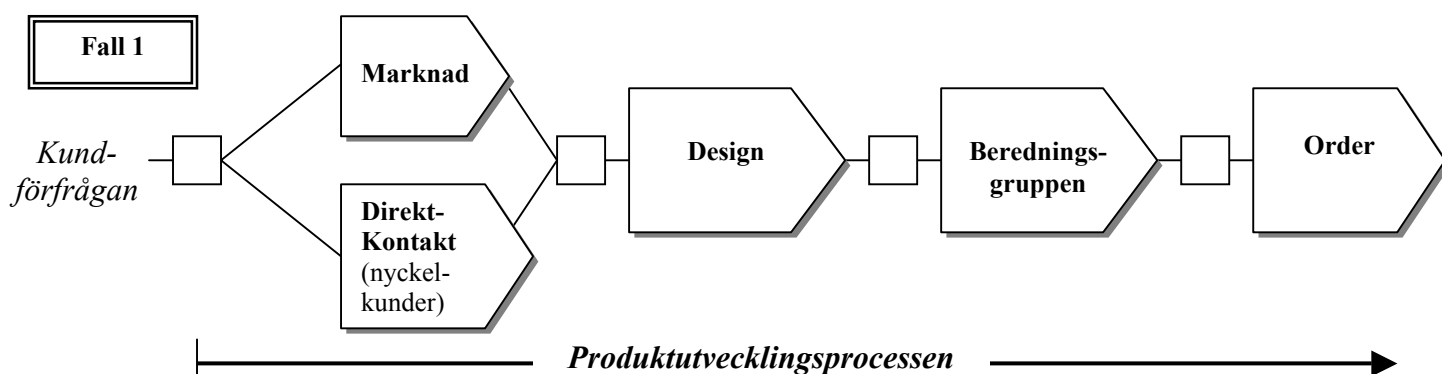 Fall 1
Kund-
förfrågan
Marknad
Direkt-
Kontakt
(nyckel-
kunder)
Design
Berednings-
gruppen
Order
Produktutvecklingsprocessen